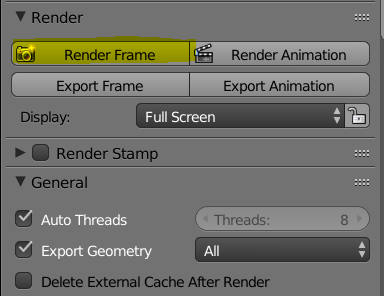 Render
Render Frame Render Animation
Export Frame Export Animation
Display: Full Screen
Render Stamp
General
Auto Threads Threads: 8
Export Geometry All
Delete External Cache After Render